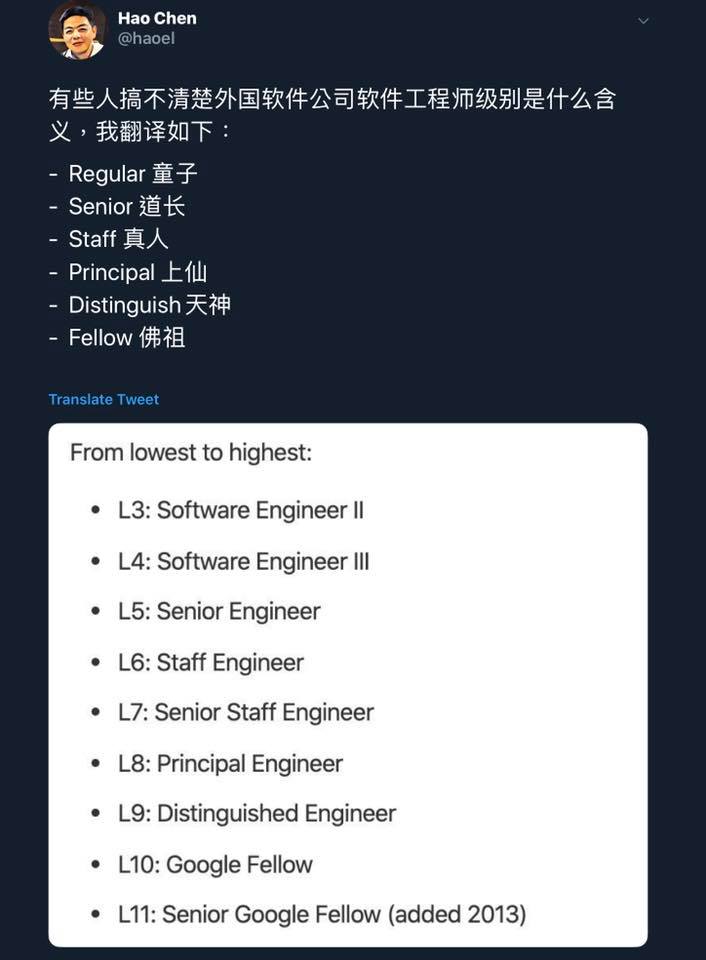 Hao Chen
@haoel
有些人搞不清楚外国软件公司软件工程师级别是什么含
义，我翻译如下：
- Regular 童子
- Senior 道长
- Staff 真人
- Principal 上仙
- Distinguish 天神
- Fellow 佛祖
Translate Tweet
From lowest to highest:
• L3: Software Engineer II
• L4: Software Engineer III
• L5: Senior Engineer
• L6: Staff Engineer
• L7: Senior Staff Engineer
• L8: Principal Engineer
• L9: Distinguished Engineer
• L10: Google Fellow
• L11: Senior Google Fellow (added 2013)